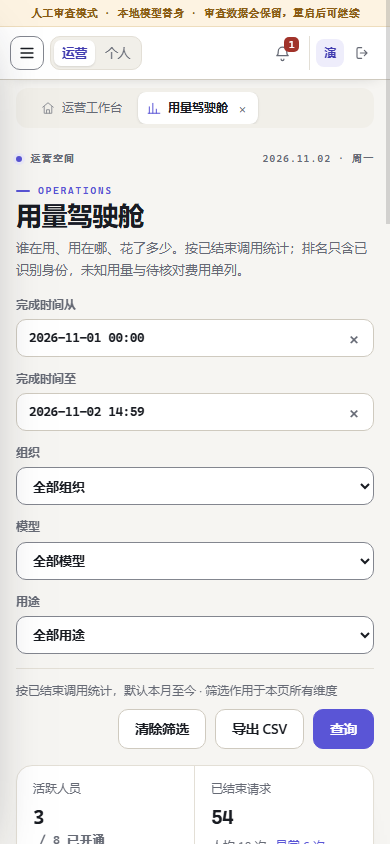 人工审查模式 · 本地模型替身 · 审查数据会保留，重启后可继续
运营 个人 1 演
运营工作台 用量驾驶舱 ×
运营空间 2026.11.02 · 周一
OPERATIONS
用量驾驶舱
谁在用、用在哪、花了多少。按已结束调用统计；排名只含已
识别身份，未知用量与待核对费用单列。
完成时间从
2026-11-01 00:00 ×
完成时间至
2026-11-02 14:59 ×
组织
全部组织
模型
全部模型
用途
全部用途
按已结束调用统计，默认本月至今 · 筛选作用于本页所有维度
清除筛选 导出 CSV 查询
活跃人员 已结束请求
3 54
/ 8 已开通